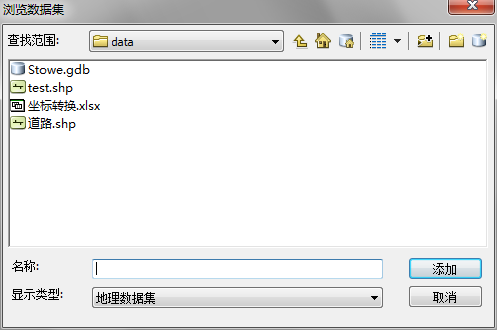 浏览数据集
查找范围: data
Stowe.gdb
test.shp
坐标转换.xlsx
道路.shp
名称: 添加
显示类型: 地理数据集 取消